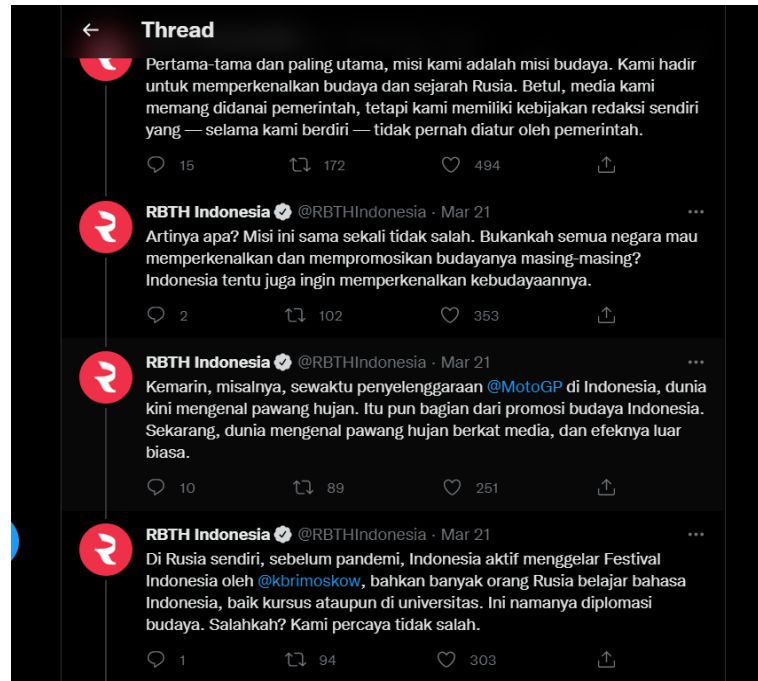 Thread
Pertama-tama dan paling utama, misi kami adalah misi budaya. Kami hadir
untuk memperkenalkan budaya dan sejarah Rusia. Betul, media kami
memang didanai pemerintah, tetapi kami memiliki kebijakan redaksi sendiri
yang — selama kami berdiri — tidak pernah diatur oleh pemerintah.
15 172 494
RBTH Indonesia @RBTHIndonesia · Mar 21
Artinya apa? Misi ini sama sekali tidak salah. Bukankah semua negara mau
memperkenalkan dan mempromosikan budayanya masing-masing?
Indonesia tentu juga ingin memperkenalkan kebudayaannya.
2 102 353
RBTH Indonesia @RBTHIndonesia · Mar 21
Kemarin, misalnya, sewaktu penyelenggaraan @MotoGP di Indonesia, dunia
kini mengenal pawang hujan. Itu pun bagian dari promosi budaya Indonesia.
Sekarang, dunia mengenal pawang hujan berkat media, dan efeknya luar
biasa.
10 89 251
RBTH Indonesia @RBTHIndonesia · Mar 21
Di Rusia sendiri, sebelum pandemi, Indonesia aktif menggelar Festival
Indonesia oleh @kbrimoskow, bahkan banyak orang Rusia belajar bahasa
Indonesia, baik kursus ataupun di universitas. Ini namanya diplomasi
budaya. Salahkah? Kami percaya tidak salah.
1 94 303